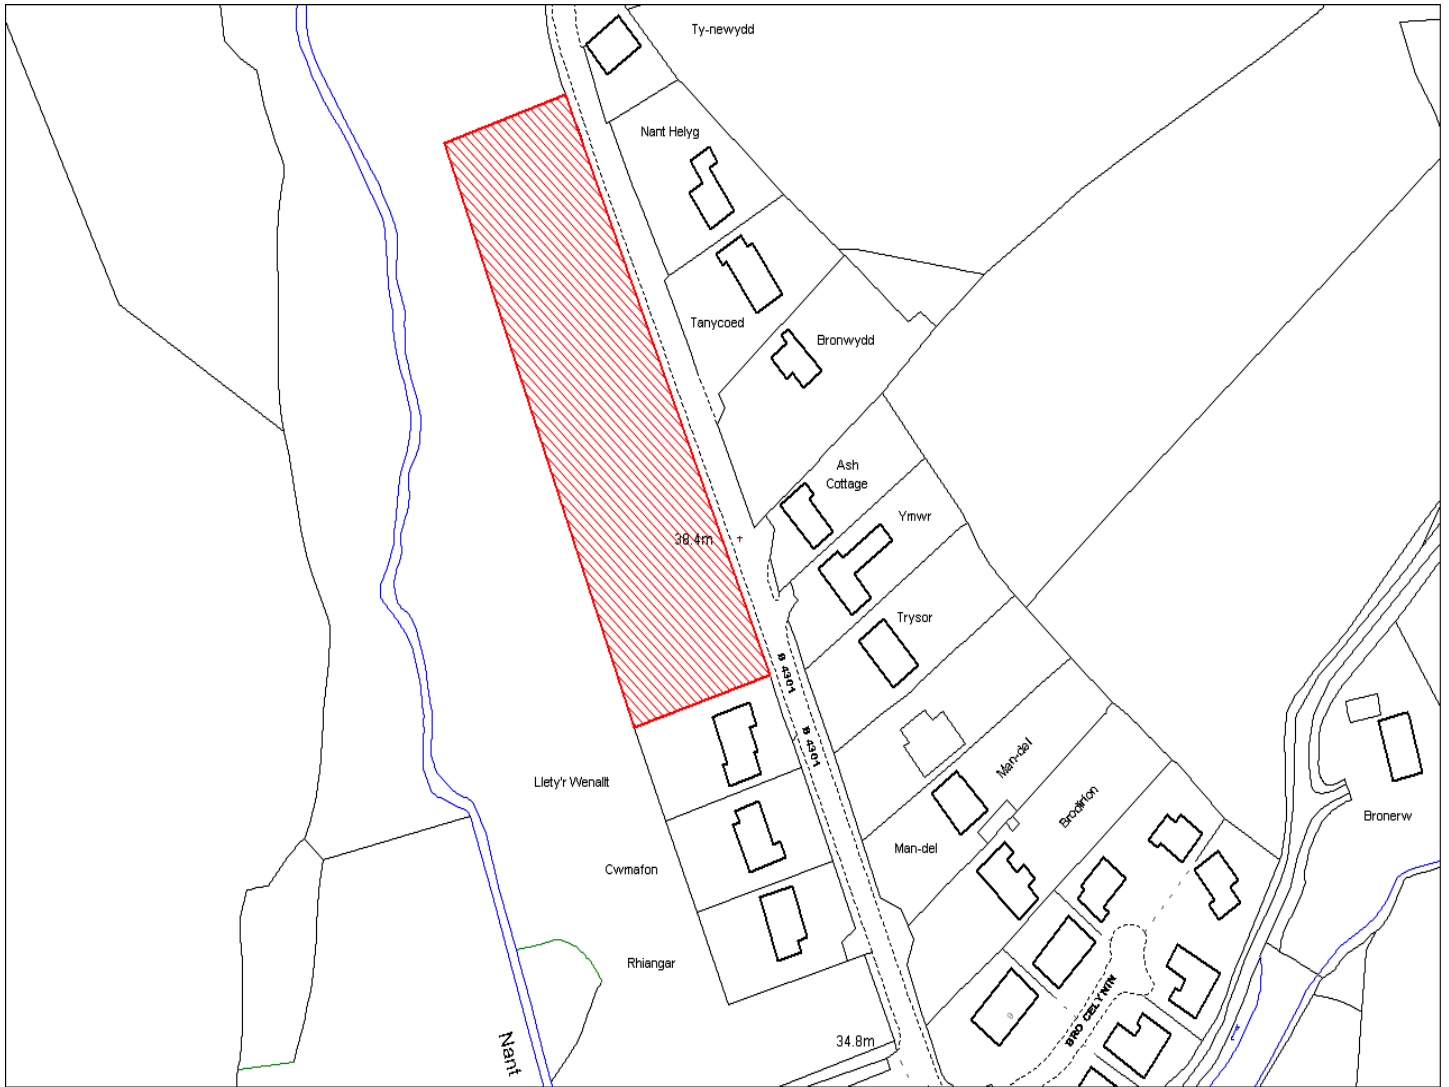 Ty-newydd
Nant Helyg
Tanycoed
Bronwydd
Ash
Cottage
Ymwr
38.4m
Trysor
B 4301
B 4301
Man-del
Llety'r Wenallt
Brodirion
Bronerw
Man-del
Cwmafon
Rhiangar
BRO CELYNIN
34.8m
Nant